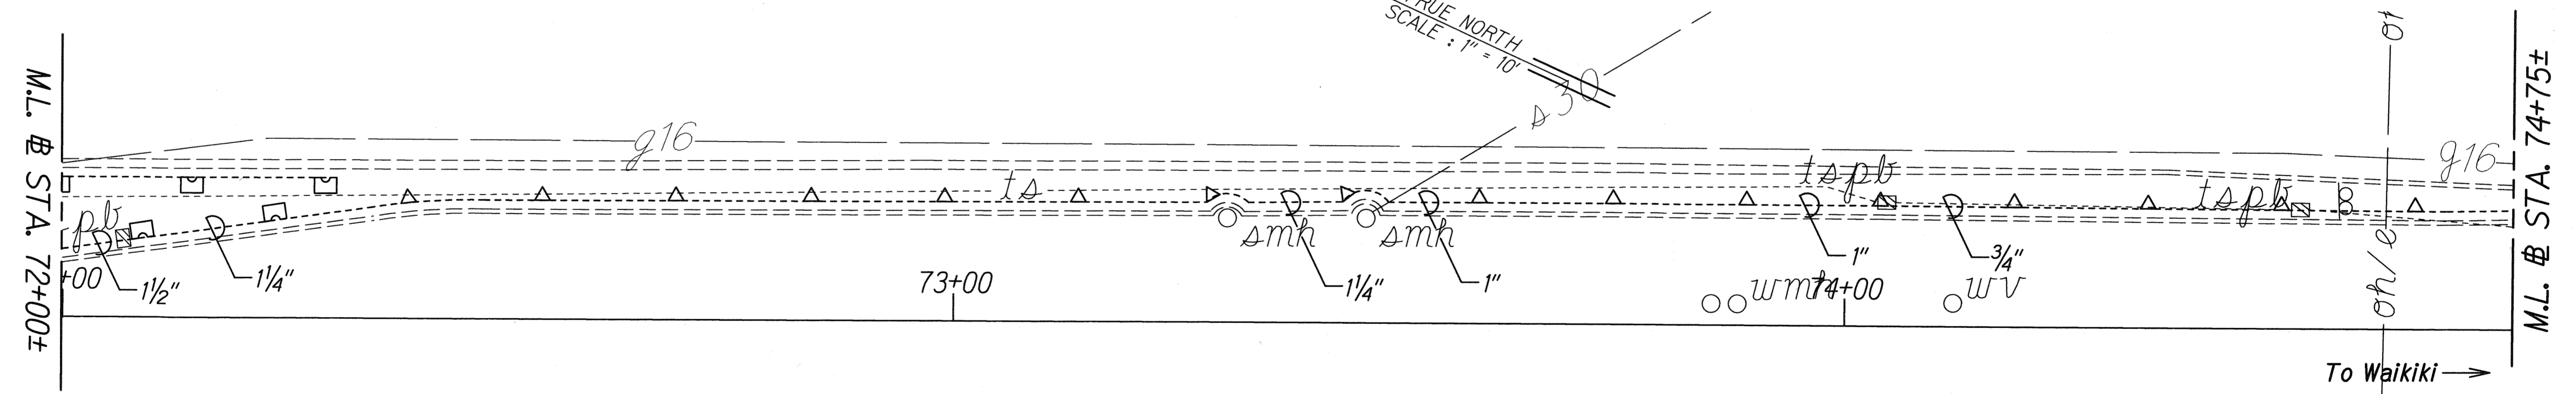 TRUE NORTH
SCALE : 1" = 10'
M.L. ⅊ STA. 72+00±
g16
s 30
ts
tspb
tspb
g16
M.L. ⅊ STA. 74+75±
pb
smh
smh
1½"
1¼"
1¼"
1"
1"
¾"
oh/e
+00
73+00
wmh
74+00
wv
To Waikiki